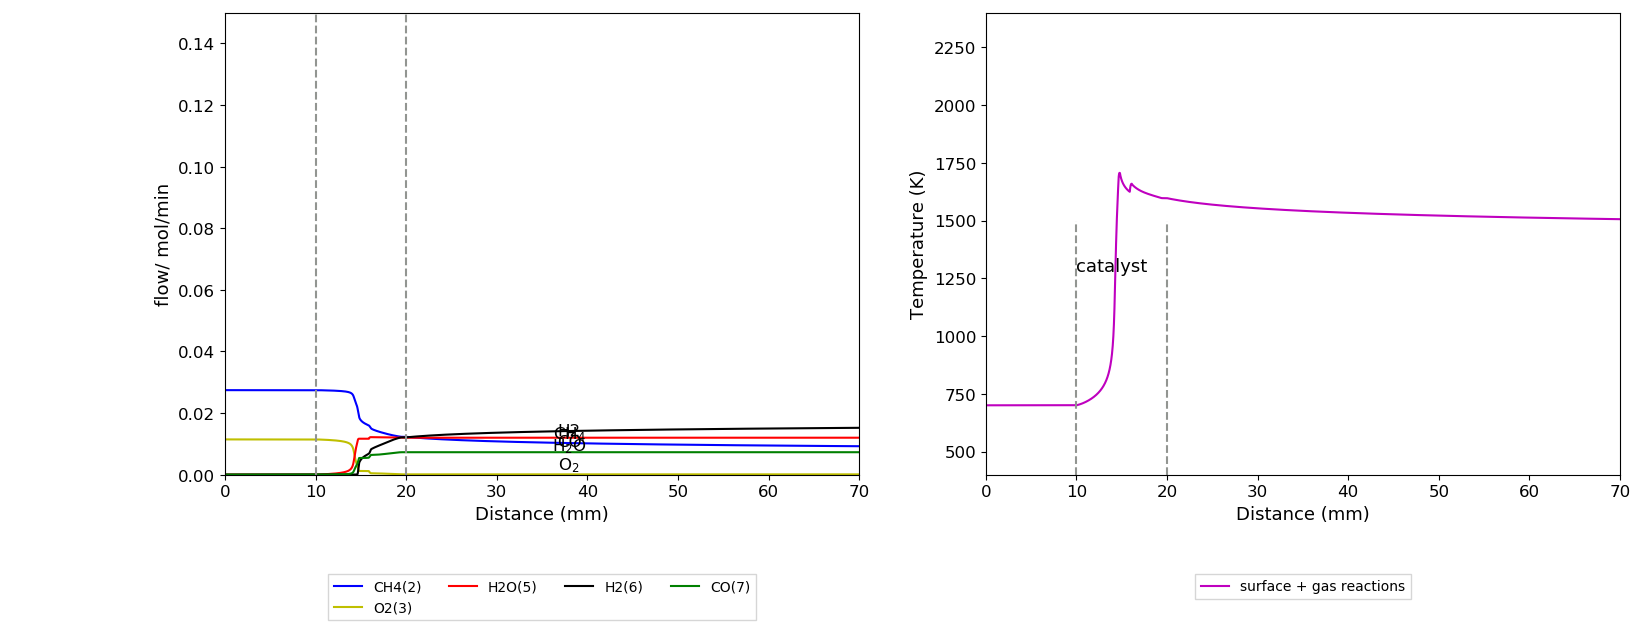 0.14
0.12
0.10
0.08
0.06
0.04
0.02
0.00
flow/ mol/min
H2
H₂O
O₂
0 10 20 30 40 50 60 70
Distance (mm)
CH4(2) H2O(5) H2(6) CO(7)
O2(3)
2250
2000
1750
1500
1250
1000
750
500
Temperature (K)
catalyst
0 10 20 30 40 50 60 70
Distance (mm)
surface + gas reactions